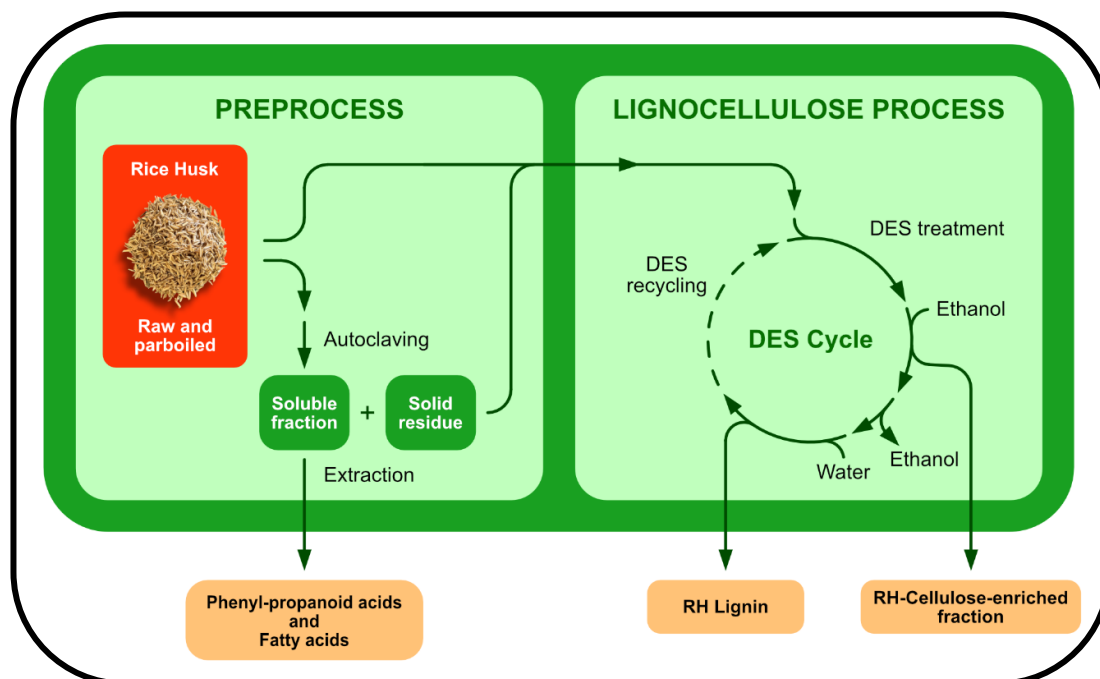 PREPROCESS
Rice Husk
Raw and
parboiled
Autoclaving
Soluble
fraction
+
Solid
residue
Extraction
Phenyl-propanoid acids
and
Fatty acids
LIGNOCELLULOSE PROCESS
DES treatment
DES
recycling
Ethanol
DES Cycle
Ethanol
Water
RH Lignin
RH-Cellulose-enriched
fraction